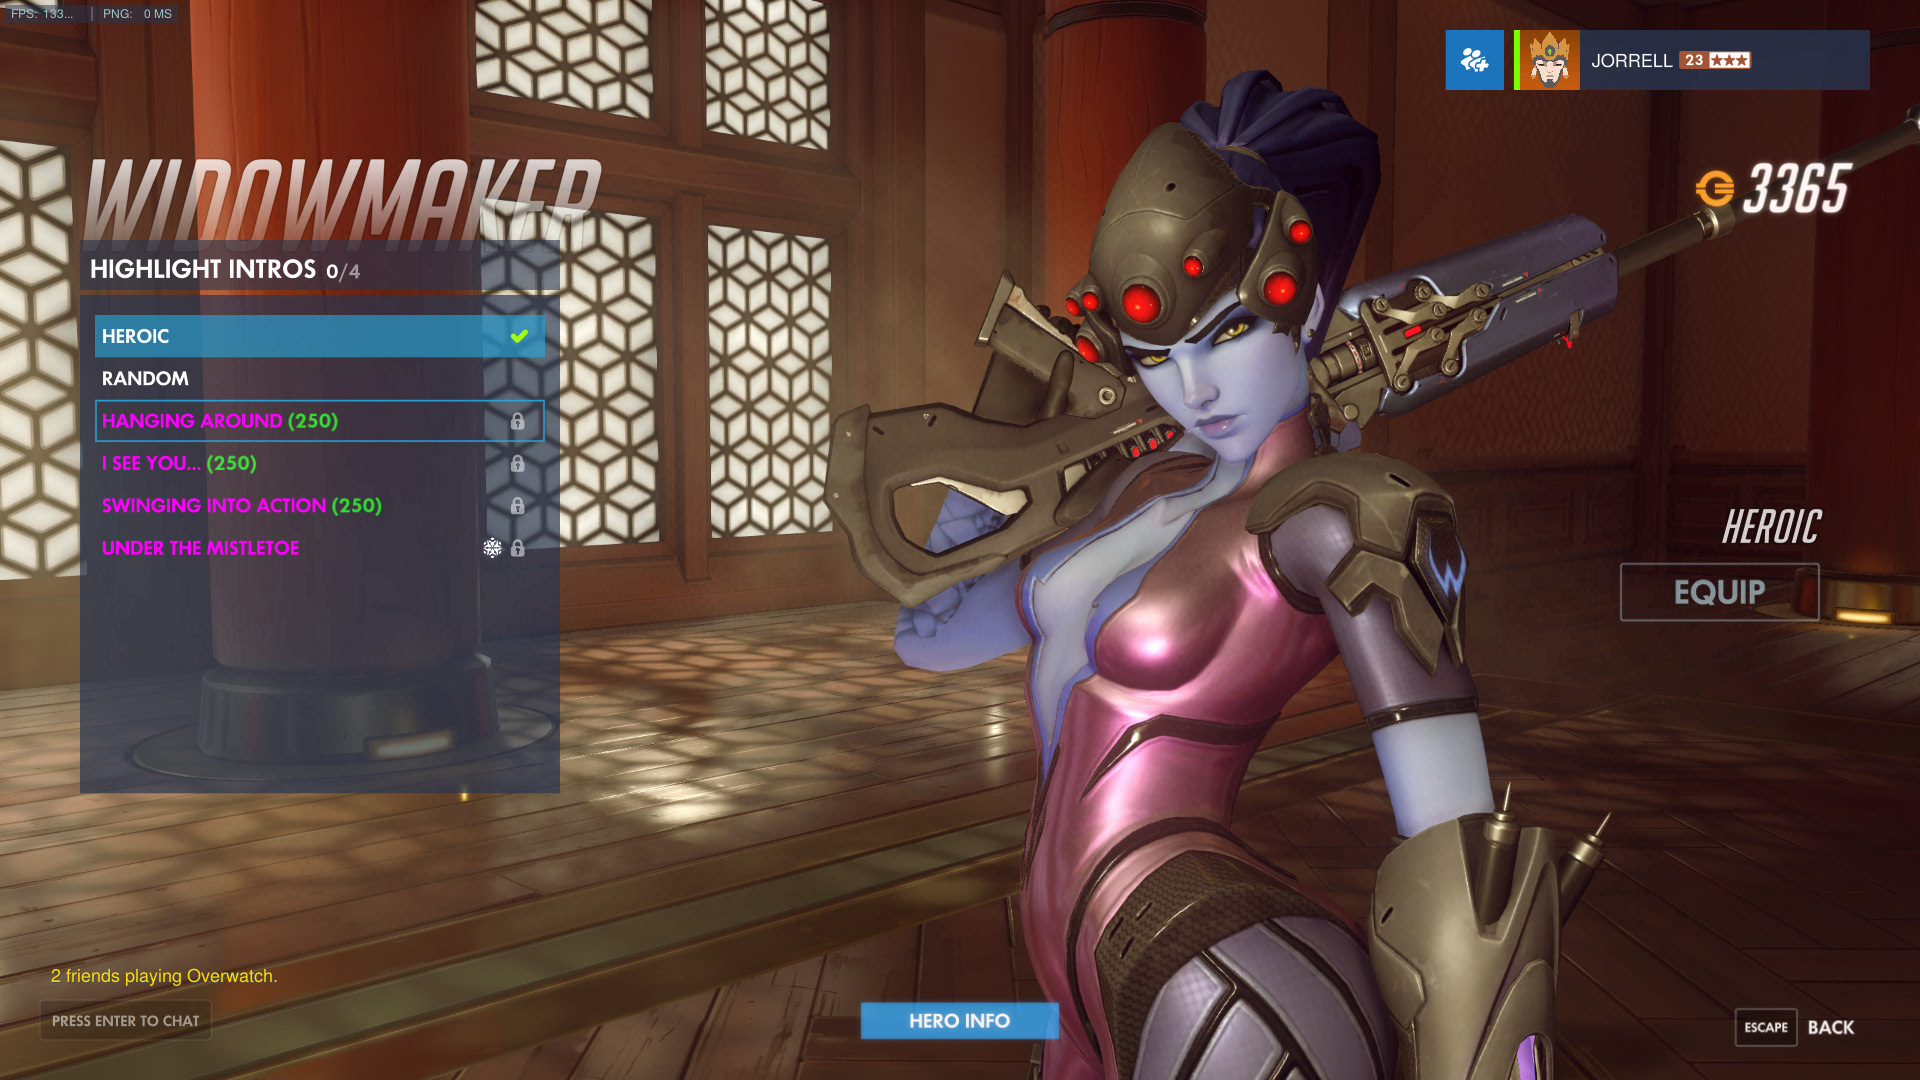 FPS: 133... | PNG: 0 MS
JORRELL 23
WIDOWMAKER
3365
HIGHLIGHT INTROS 0/4
HEROIC
RANDOM
HANGING AROUND (250)
I SEE YOU... (250)
SWINGING INTO ACTION (250)
UNDER THE MISTLETOE
HEROIC
EQUIP
2 friends playing Overwatch.
PRESS ENTER TO CHAT
HERO INFO
ESCAPE BACK